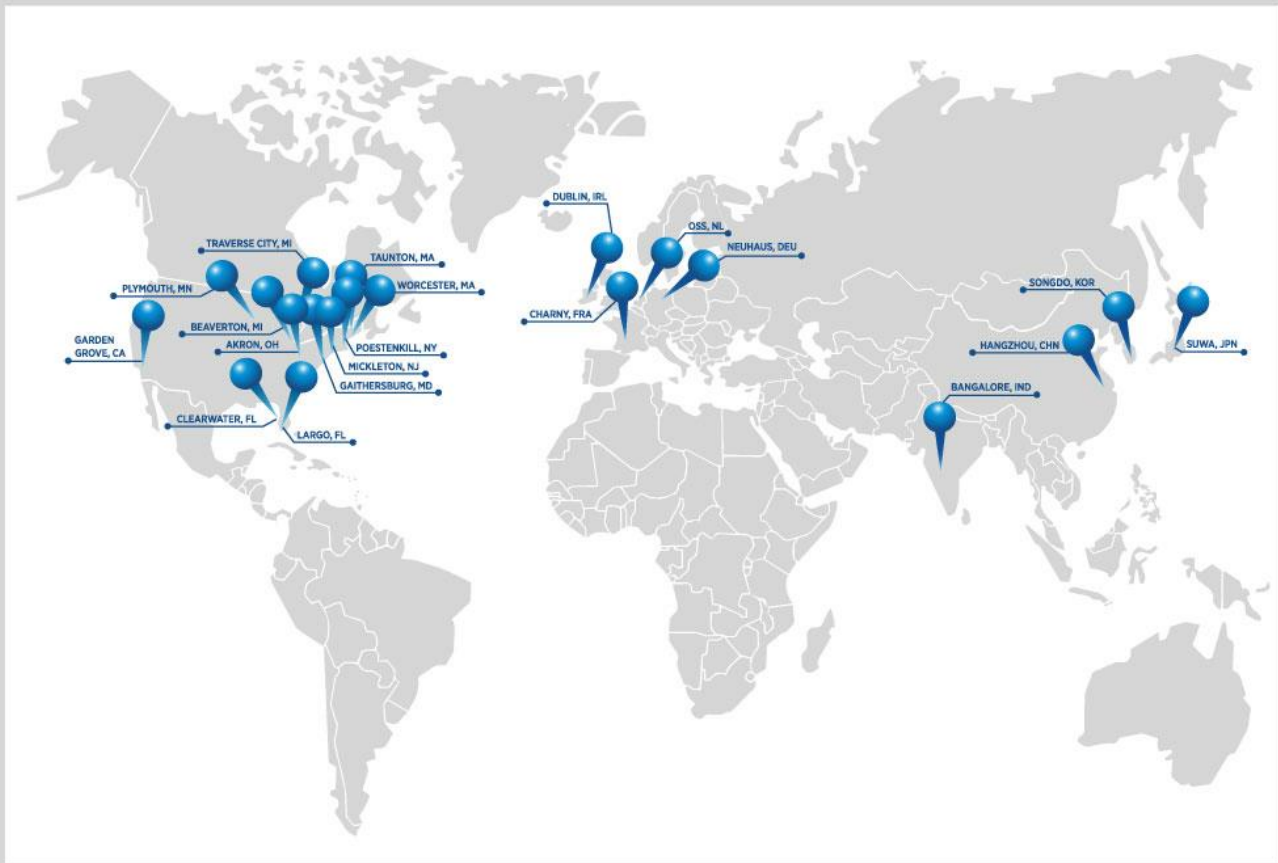 DUBLIN, IRL
OSS, NL
TRAVERSE CITY, MI
NEUHAUS, DEU
TAUNTON, MA
PLYMOUTH, MN
WORCESTER, MA
SONGDO, KOR
CHARNY, FRA
BEAVERTON, MI
GARDEN
GROVE, CA
AKRON, OH
POESTENKILL, NY
HANGZHOU, CHN
SUWA, JPN
MICKLETON, NJ
GAITHERSBURG, MD
BANGALORE, IND
CLEARWATER, FL
LARGO, FL